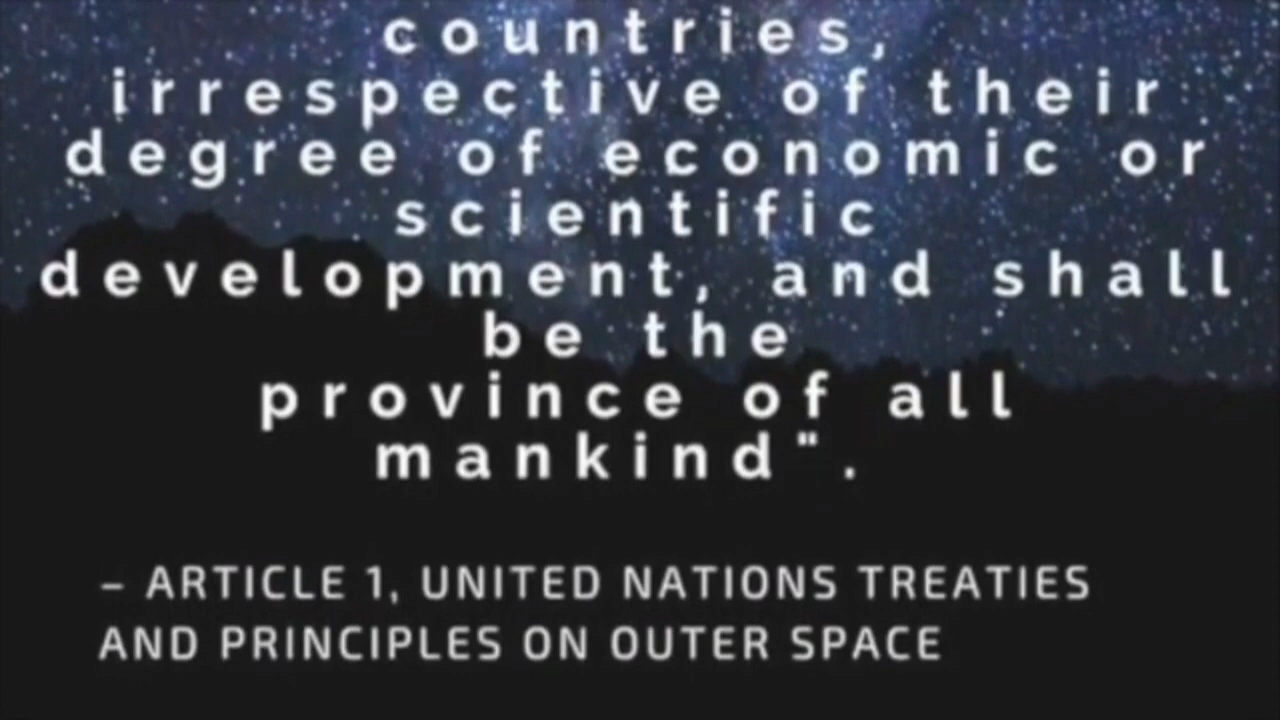 countries,
irrespective of their
degree of economic or
scientific
development, and shall
be the
province of all
mankind".
– ARTICLE 1, UNITED NATIONS TREATIES
AND PRINCIPLES ON OUTER SPACE